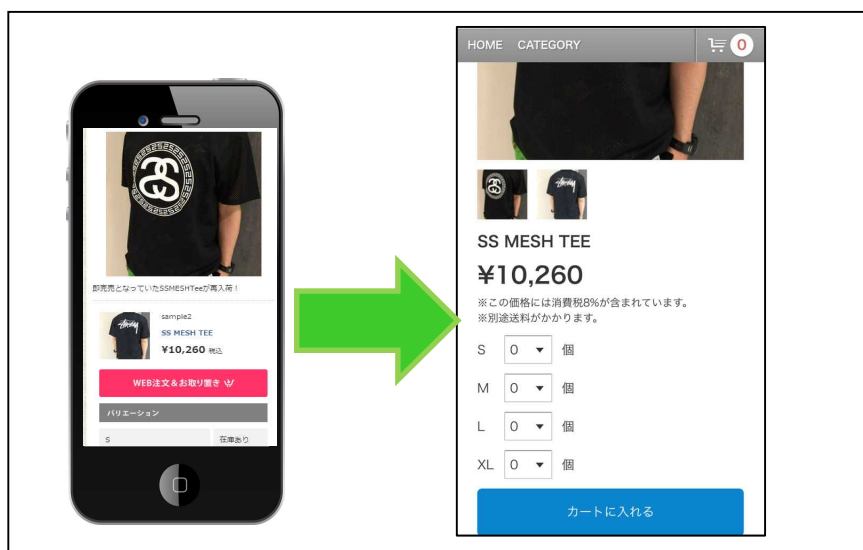 即完売となっていたSSMESHTeeが再入荷！
sample2
SS MESH TEE
¥10,260 税込
WEB注文＆お取り置き
バリエーション
S
在庫あり
HOME CATEGORY
0
SS MESH TEE
¥10,260
※この価格には消費税8%が含まれています。
※別途送料がかかります。
S 0 ▼ 個
M 0 ▼ 個
L 0 ▼ 個
XL 0 ▼ 個
カートに入れる